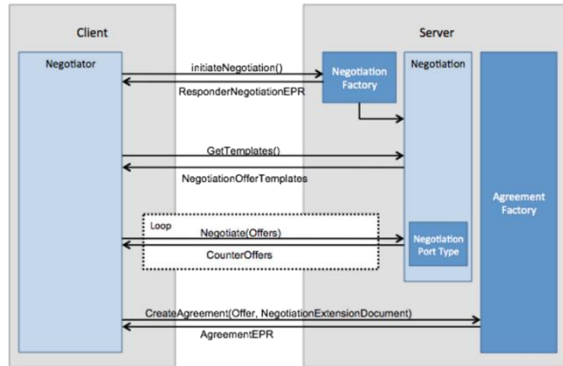 Client
Server
Negotiator
Negotiation
initiateNegotiation()
Negotiation
Factory
ResponderNegotiationEPR
GetTemplates()
NegotiationOfferTemplates
Agreement
Factory
Loop
Negotiate(Offers)
Negotiation
Port Type
CounterOffers
CreateAgreement(Offer, NegotiationExtensionDocument)
AgreementEPR